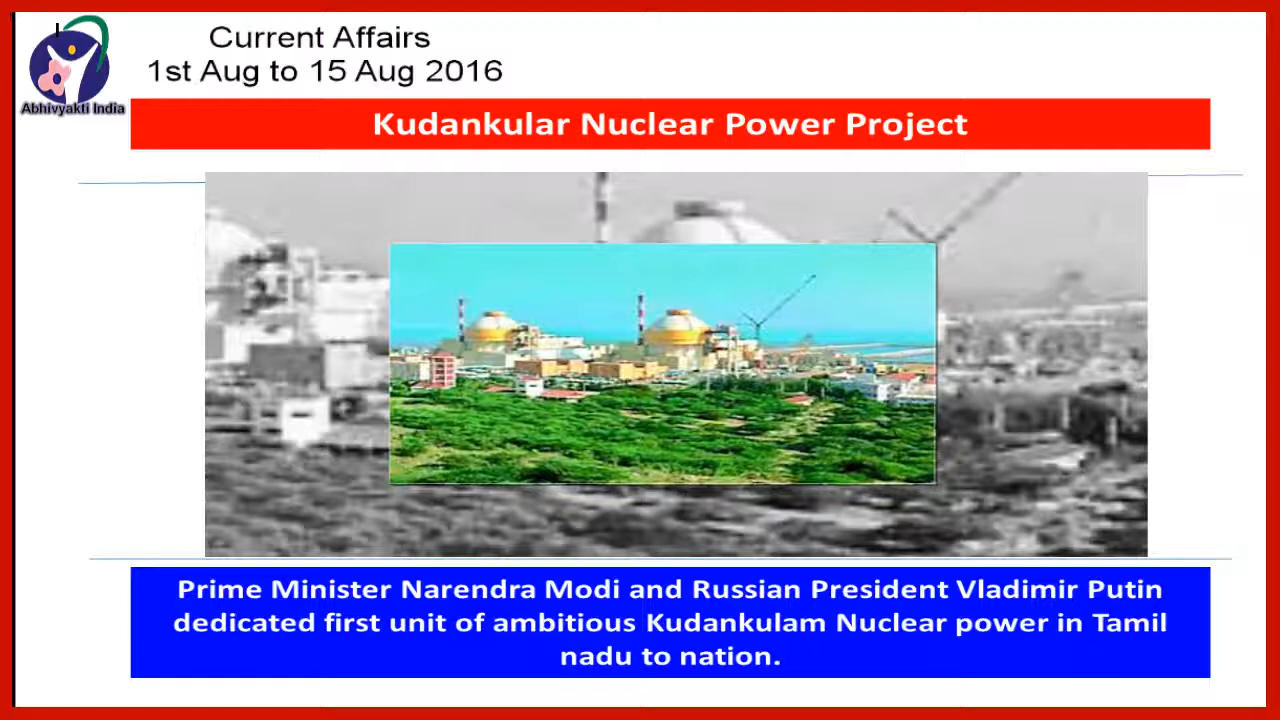 Current Affairs
1st Aug to 15 Aug 2016
Abhivyakti India
Kudankular Nuclear Power Project
Prime Minister Narendra Modi and Russian President Vladimir Putin
dedicated first unit of ambitious Kudankulam Nuclear power in Tamil
nadu to nation.